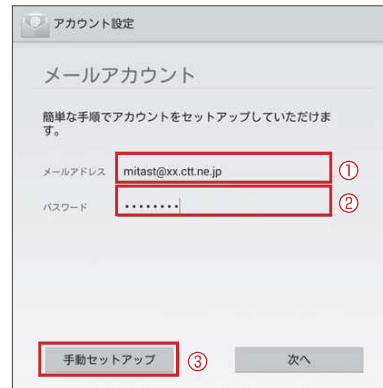 アカウント設定
メールアカウント
簡単な手順でアカウントをセットアップしていただけま
す。
メールアドレス mitast@xx.ctt.ne.jp ①
パスワード •••••••• ②
手動セットアップ ③ 次へ